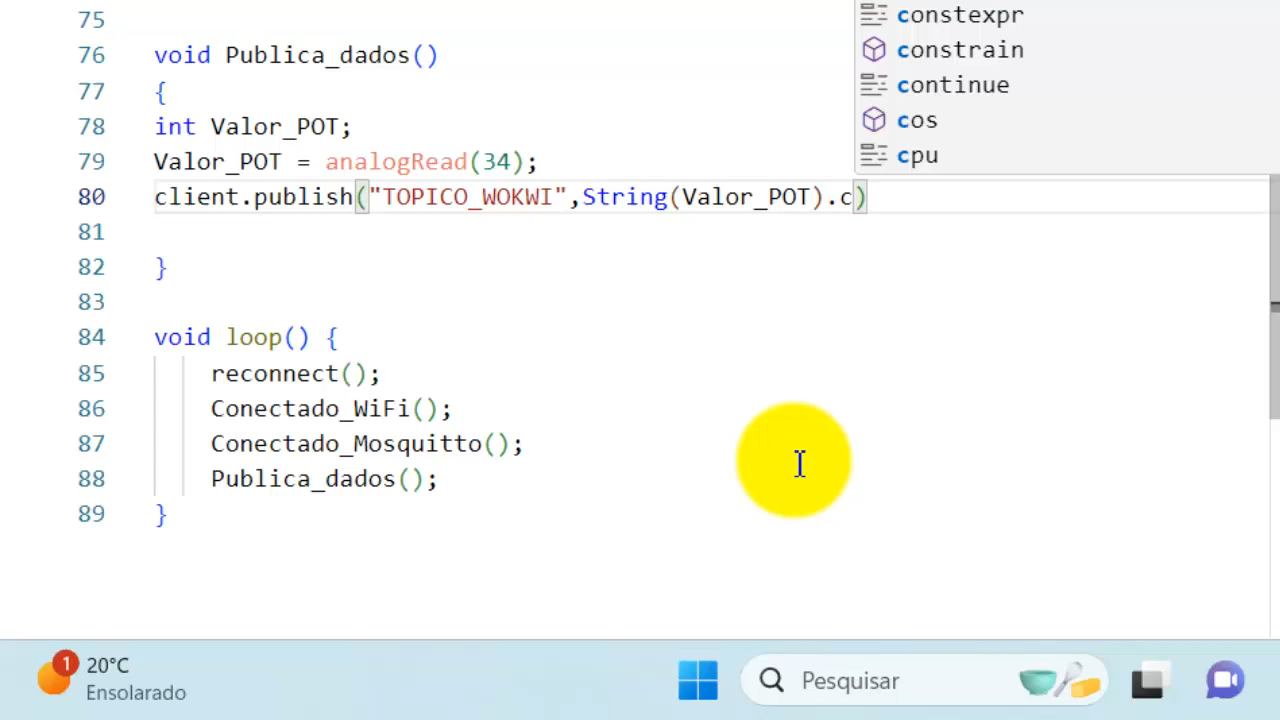 75
constexpr
76 void Publica_dados()
constrain
77 {
continue
78 int Valor_POT;
cos
79 Valor_POT = analogRead(34);
cpu
80 client.publish("TOPICO_WOKWI",String(Valor_POT).c)
81
82 }
83
84 void loop() {
85 reconnect();
86 Conectado_WiFi();
87 Conectado_Mosquitto();
88 Publica_dados();
89 }
1
20°C
Ensolarado
Pesquisar